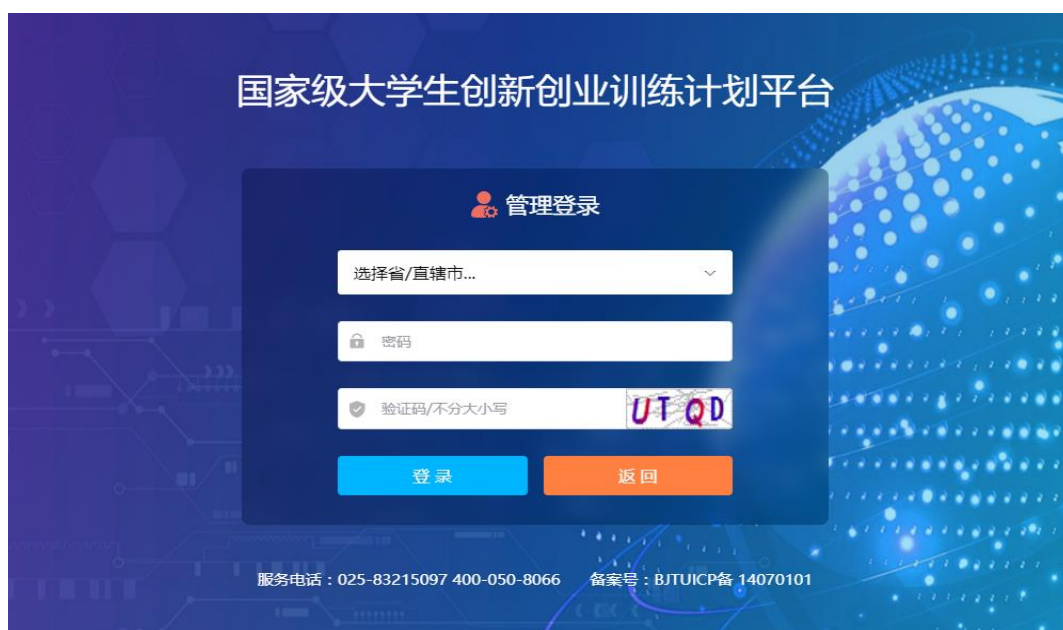 国家级大学生创新创业训练计划平台
管理登录
选择省/直辖市...
密码
验证码/不分大小写 UT QD
登 录 返 回
服务电话：025-83215097 400-050-8066 备案号：BJTUICP备 14070101